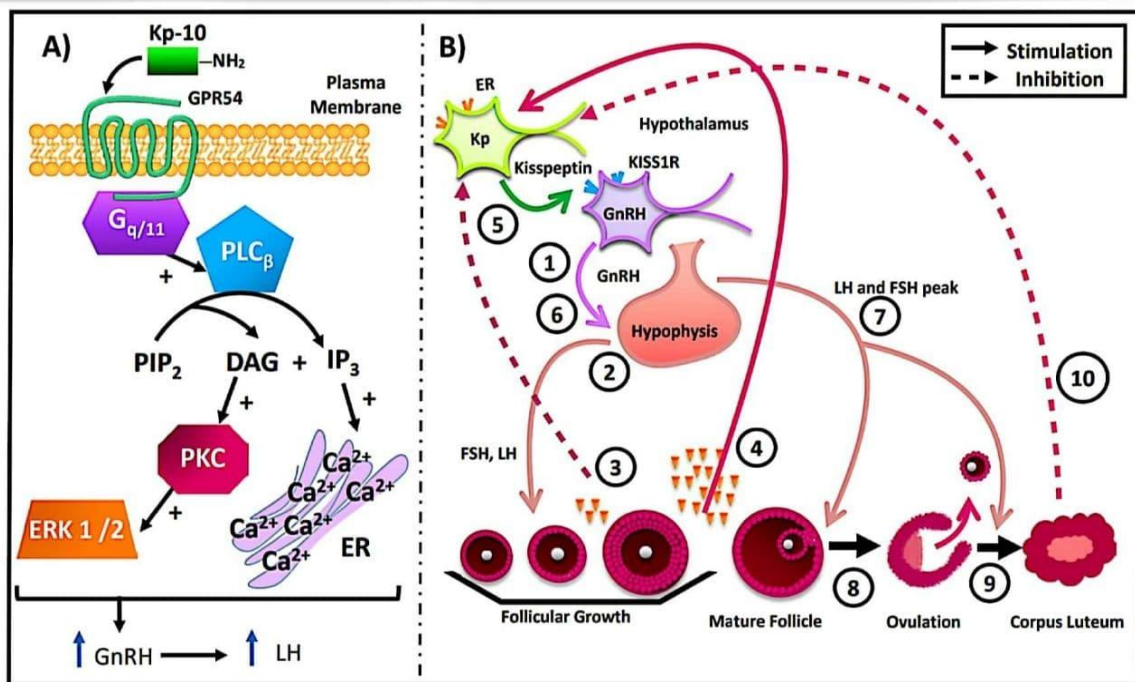 A)
Kp-10
–NH₂
GPR54
Plasma
Membrane
Gq/11
PLCβ
+
PIP₂
DAG + IP₃
+
+
PKC
+
ERK 1 /2
Ca²⁺
Ca²⁺ Ca²⁺
Ca²⁺ Ca²⁺
Ca²⁺
ER
GnRH
LH
B)
Stimulation
Inhibition
ER
Kp
Hypothalamus
Kisspeptin
KISS1R
5
GnRH
1
GnRH
6
Hypophysis
2
LH and FSH peak
7
10
FSH, LH
3
4
8
9
Follicular Growth
Mature Follicle
Ovulation
Corpus Luteum